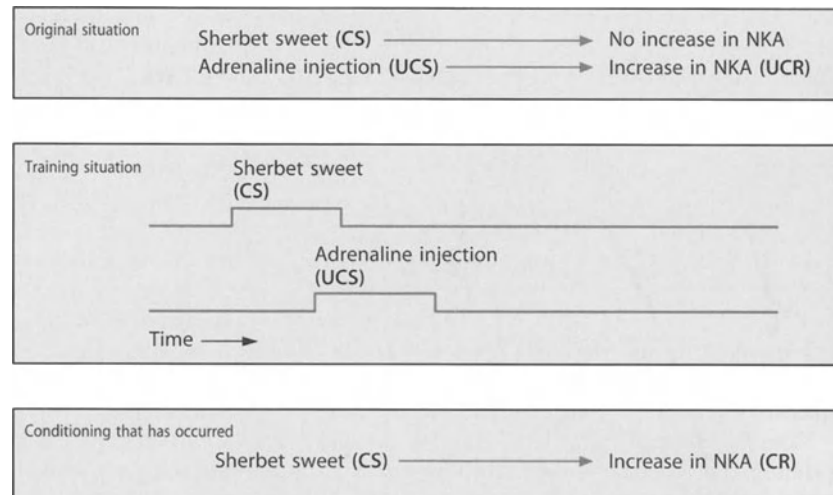 Original situation
Sherbet sweet (CS) No increase in NKA
Adrenaline injection (UCS) Increase in NKA (UCR)
Training situation
Sherbet sweet
(CS)
Adrenaline injection
(UCS)
Time
Conditioning that has occurred
Sherbet sweet (CS) Increase in NKA (CR)